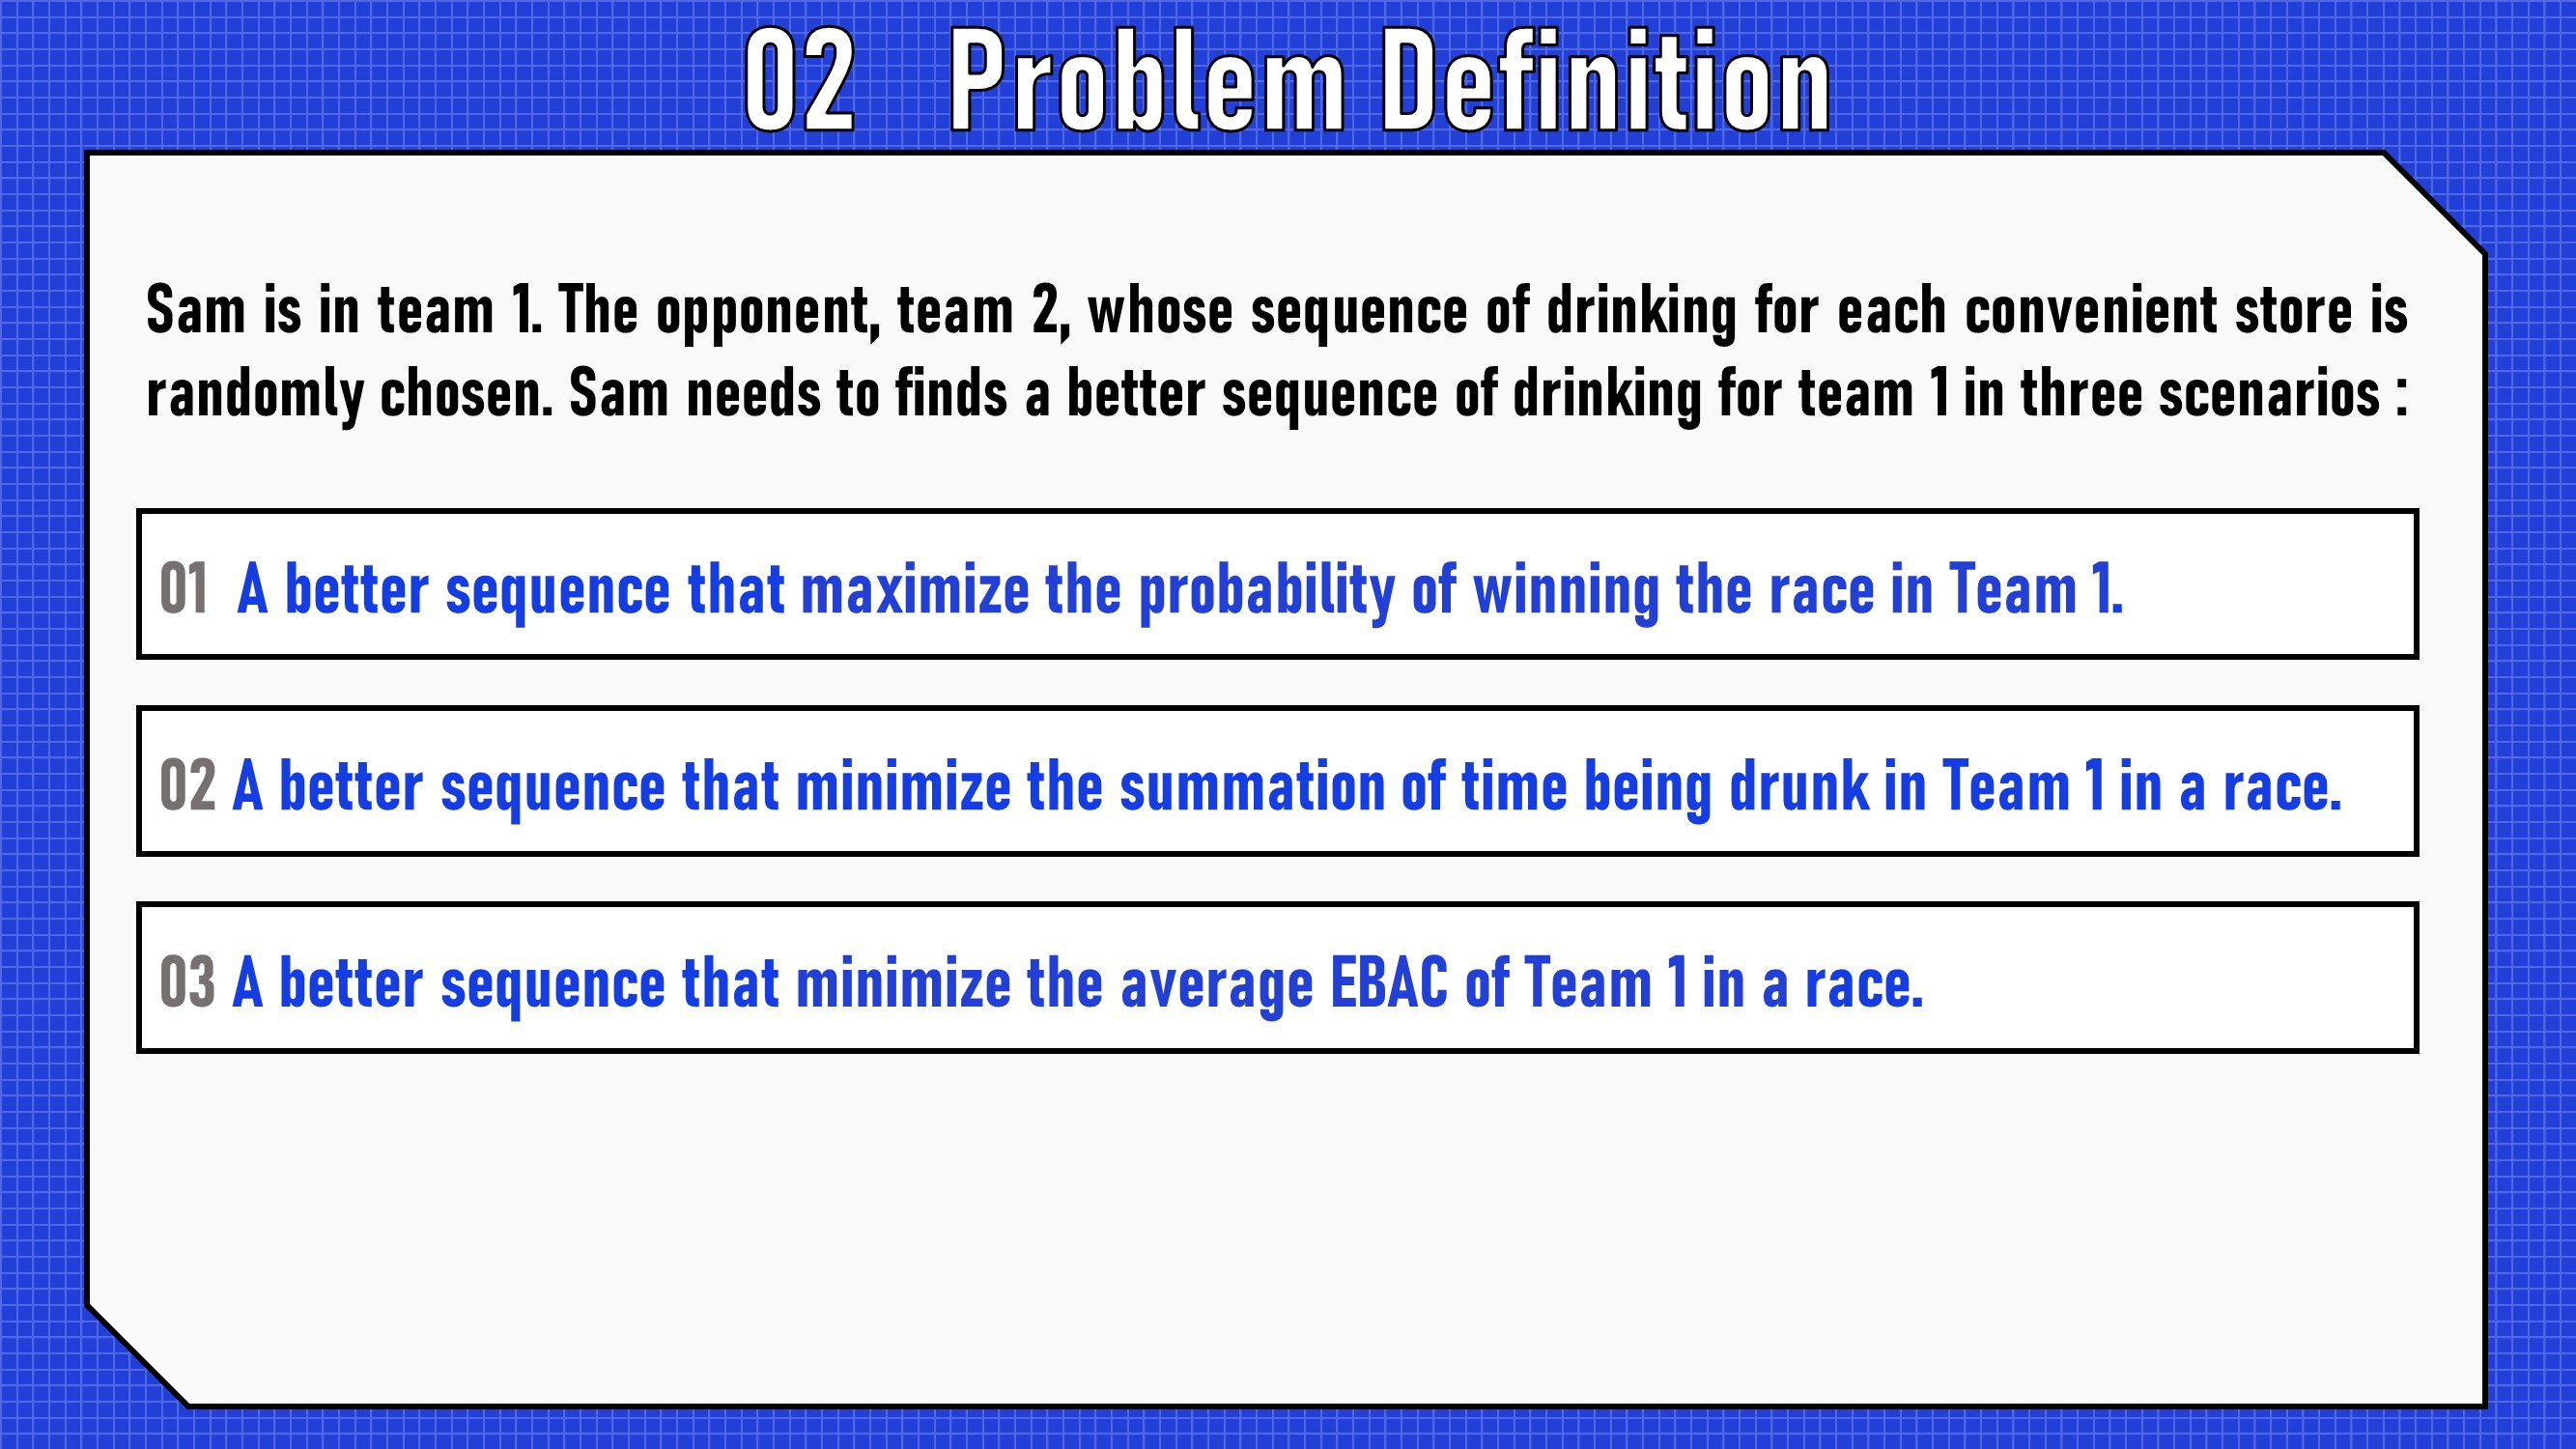 02 Problem Definition
Sam is in team 1. The opponent, team 2, whose sequence of drinking for each convenient store is
randomly chosen. Sam needs to finds a better sequence of drinking for team 1 in three scenarios :
01 A better sequence that maximize the probability of winning the race in Team 1.
02 A better sequence that minimize the summation of time being drunk in Team 1 in a race.
03 A better sequence that minimize the average EBAC of Team 1 in a race.